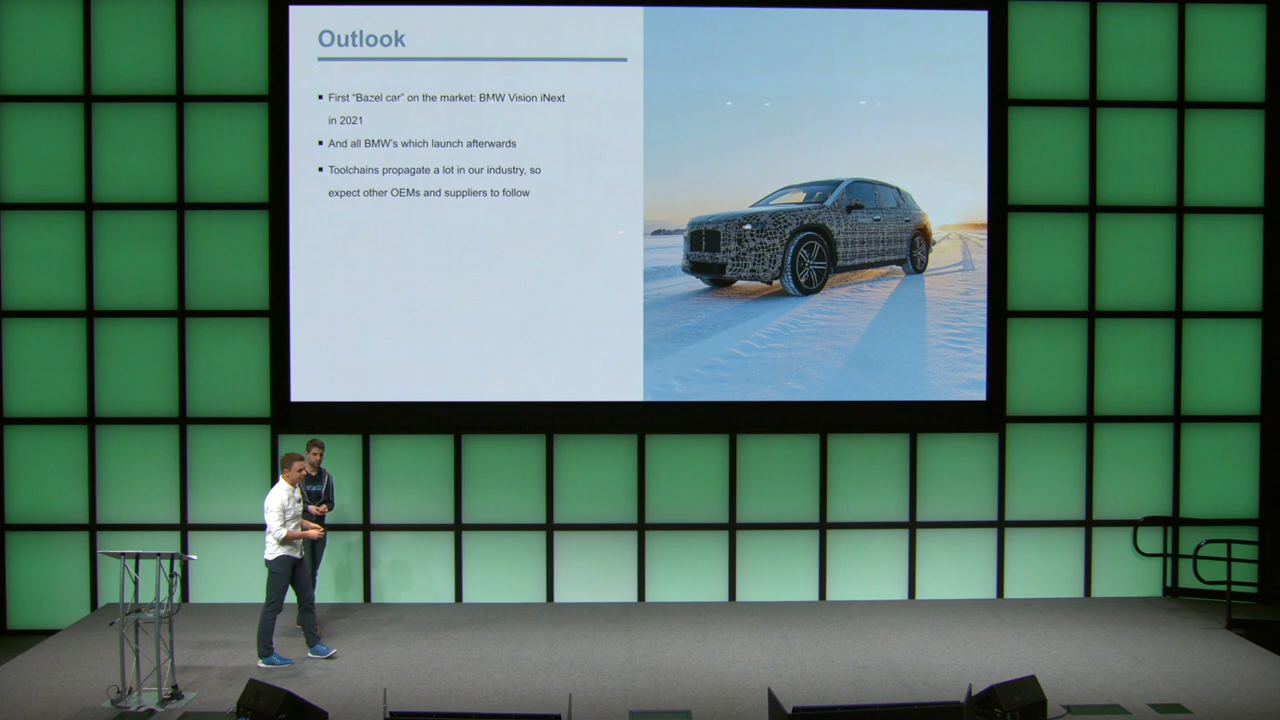 Outlook
▪ First “Bazel car” on the market: BMW Vision iNext
in 2021
▪ And all BMW’s which launch afterwards
▪ Toolchains propagate a lot in our industry, so
expect other OEMs and suppliers to follow